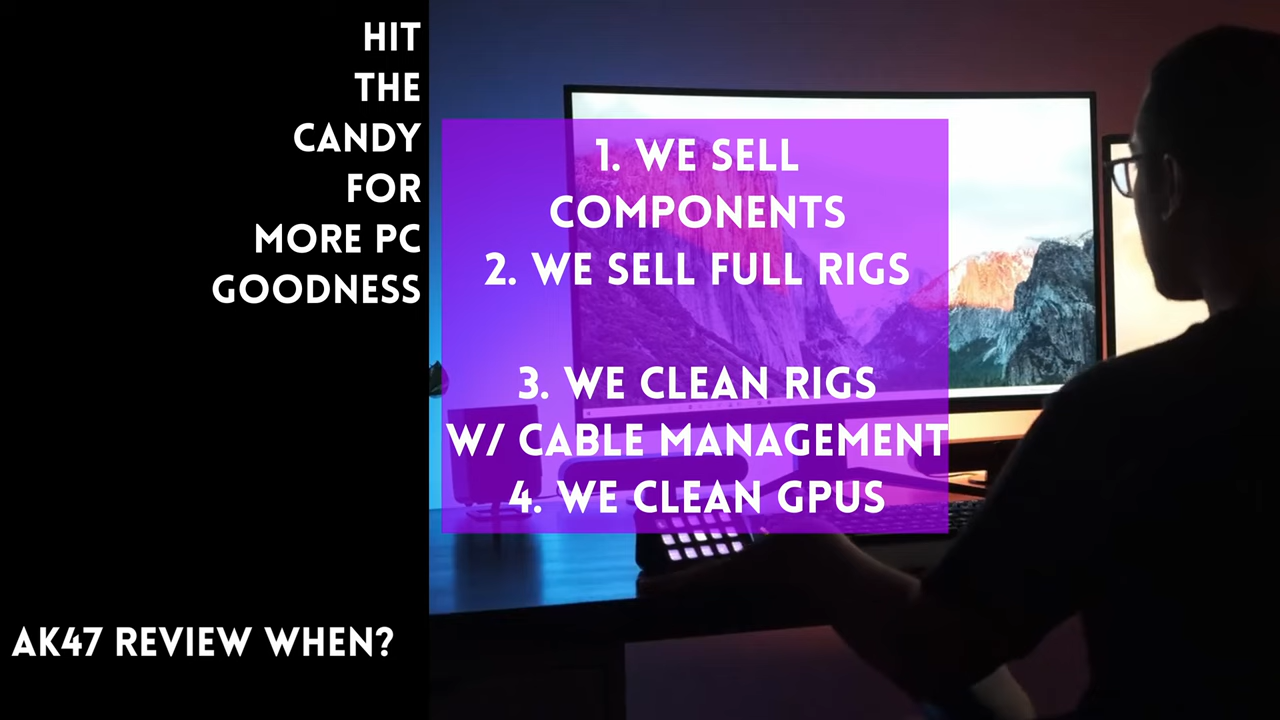 HIT
THE
CANDY
FOR
MORE PC
GOODNESS
1. WE SELL
COMPONENTS
2. WE SELL FULL RIGS
3. WE CLEAN RIGS
W/ CABLE MANAGEMENT
4. WE CLEAN GPUS
AK47 REVIEW WHEN?